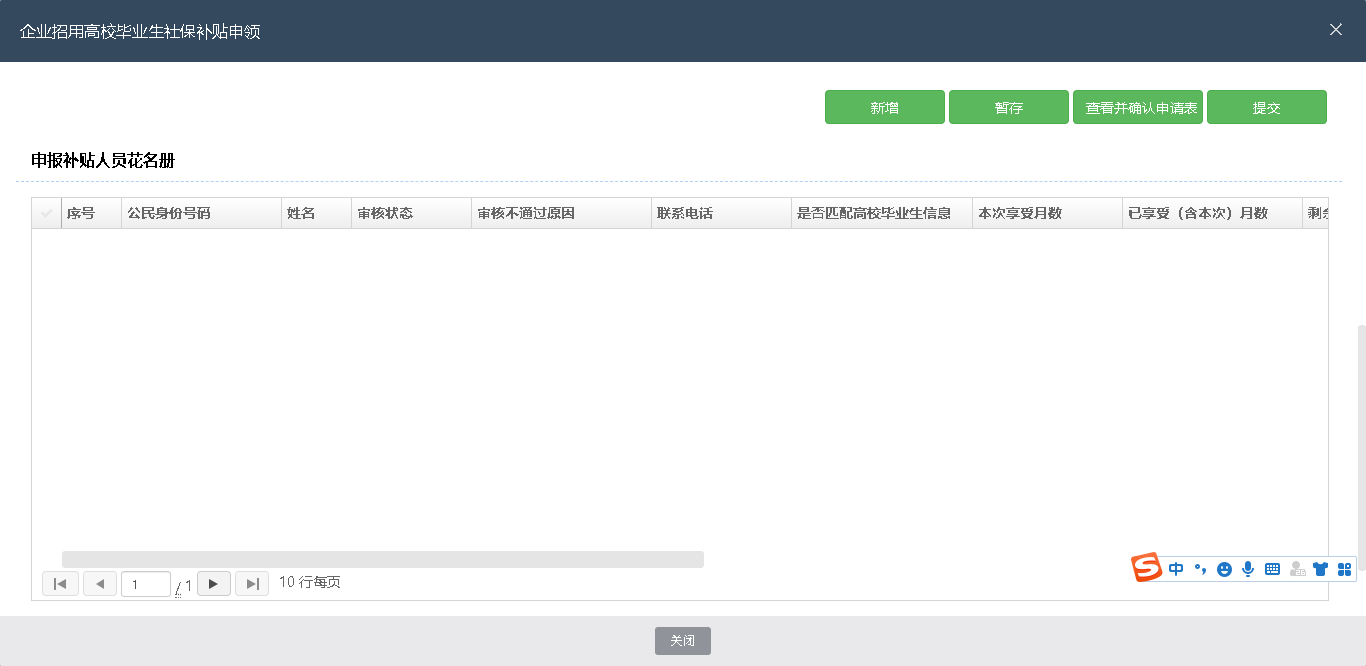 企业招用高校毕业生社保补贴申领
新增 暂存 查看并确认申请表 提交
申报补贴人员花名册
序号 公民身份号码 姓名 审核状态 审核不通过原因 联系电话 是否匹配高校毕业生信息 本次享受月数 已享受（含本次）月数 剩
1 / 1 10 行每页
中
关闭